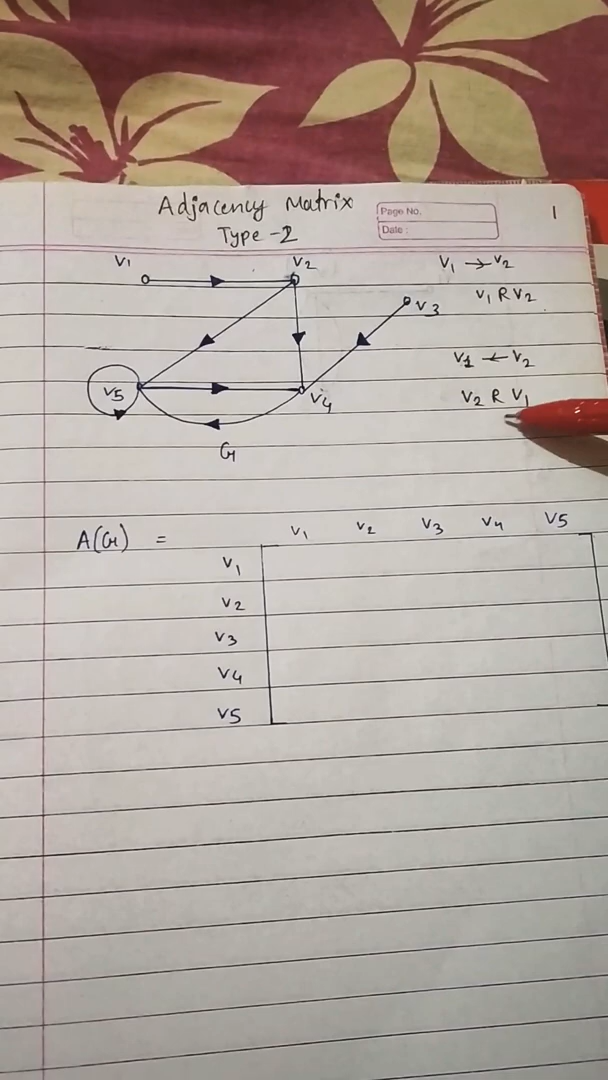 Adjacency Matrix
Type-2
Page No.
Date :
1
V1
V2
V1 → V2
V3
V1 R V2
V1 ← V2
V5
V4
V2 R V1
G
A(G) =
V1 V2 V3 V4 V5
V1
V2
V3
V4
V5